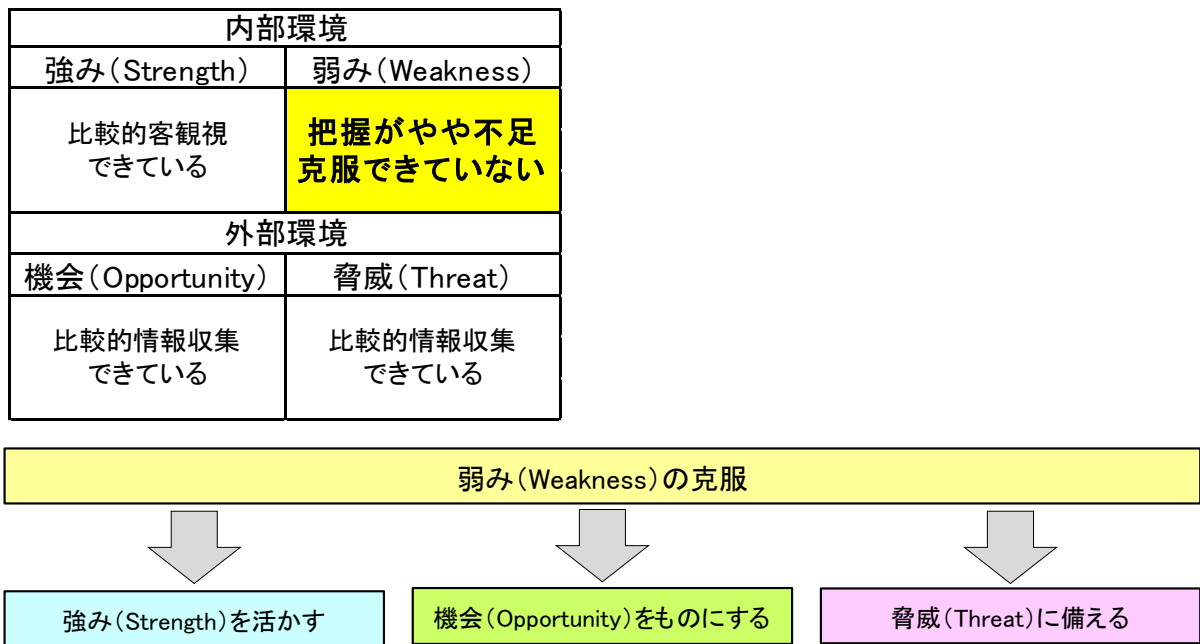 内部環境
強み(Strength) 弱み(Weakness)
比較的客観視
できている
把握がやや不足
克服できていない
外部環境
機会(Opportunity) 脅威(Threat)
比較的情報収集
できている
比較的情報収集
できている
弱み(Weakness)の克服
強み(Strength)を活かす
機会(Opportunity)をものにする
脅威(Threat)に備える